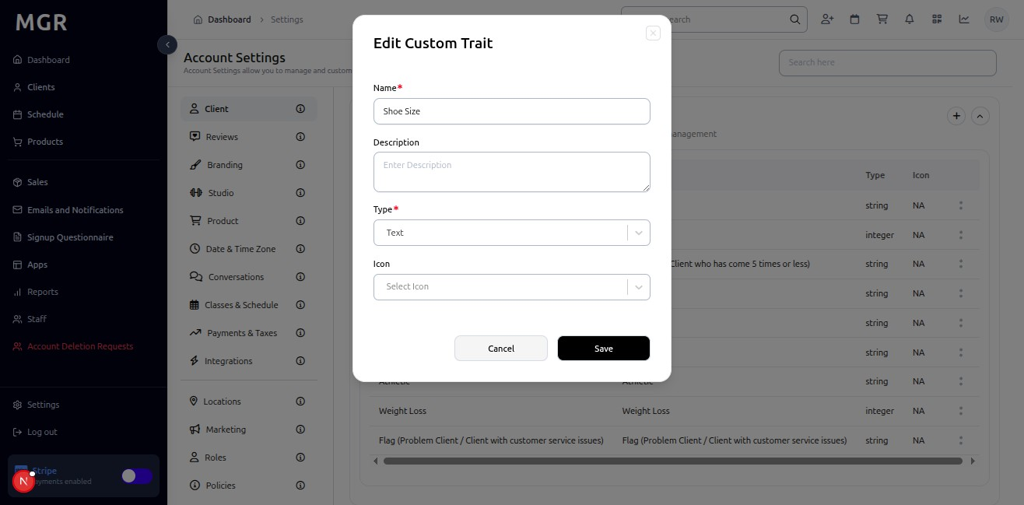 MGR
Dashboard
Clients
Schedule
Products
Sales
Emails and Notifications
Signup Questionnaire
Apps
Reports
Staff
Account Deletion Requests
Settings
Log out
Stripe
ayments enabled
N
Dashboard > Settings
earch
RW
Account Settings
Account Settings allow you to manage and custom
Search here
Client
Reviews
Branding
Studio
Product
Date & Time Zone
Conversations
Classes & Schedule
Payments & Taxes
Integrations
Locations
Marketing
Roles
Policies
Edit Custom Trait
Name*
Shoe Size
Description
Enter Description
Type*
Text
Icon
Select Icon
Cancel
Save
anagement
Type Icon
string NA
integer NA
Client who has come 5 times or less) string NA
string NA
string NA
string NA
Athletic Athletic string NA
Weight Loss Weight Loss integer NA
Flag (Problem Client / Client with customer service issues) Flag (Problem Client / Client with customer service issues) string NA